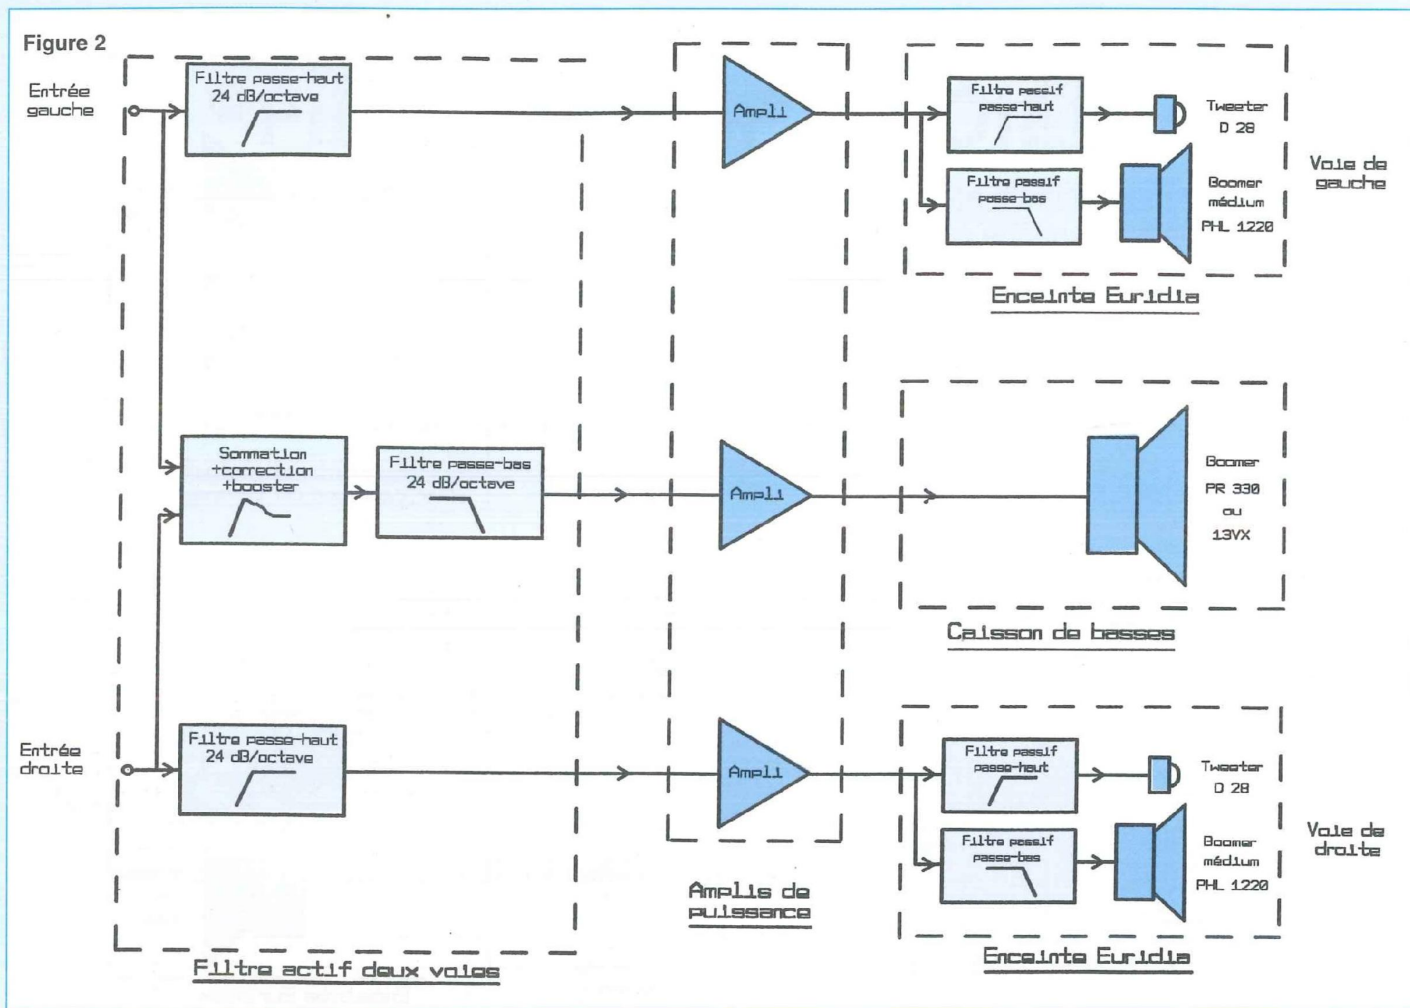 Figure 2
Entrée
gauche
Filtre passe-haut
24 dB/octave
Ampli
Filtre passif
passe-haut
Tweeter
D 28
Filtre passif
passe-bas
Boomer
médium
PHL 1220
Voie de
gauche
Enceinte Euridia
Sommation
+correction
+booster
Filtre passe-bas
24 dB/octave
Ampli
Boomer
PR 330
ou
13VX
Caisson de basses
Entrée
droite
Filtre passe-haut
24 dB/octave
Ampli
Filtre passif
passe-haut
Tweeter
D 28
Filtre passif
passe-bas
Boomer
médium
PHL 1220
Voie de
droite
Amplis de
puissance
Filtre actif deux voies
Enceinte Euridia